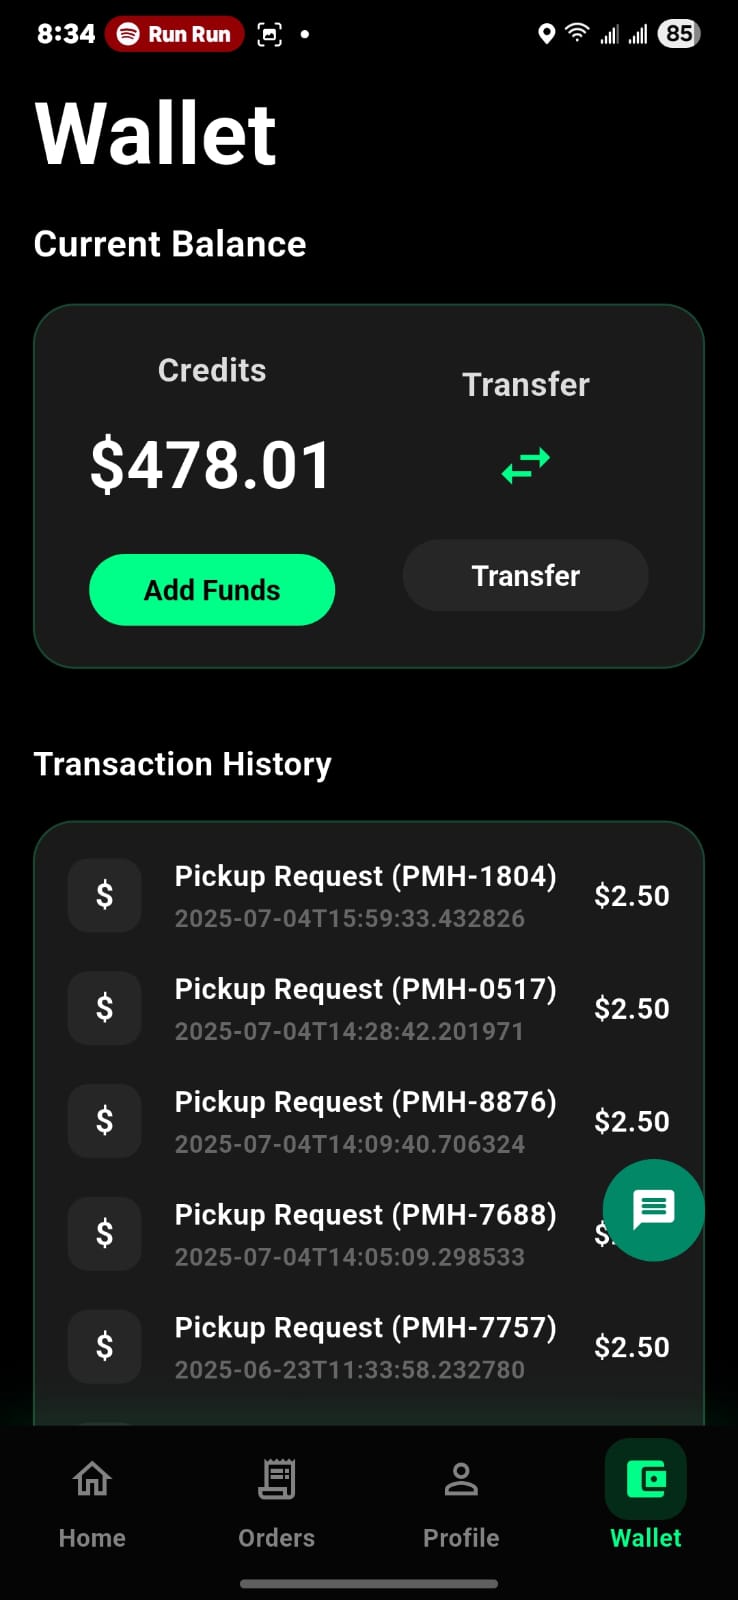 8:34 Run Run 85
Wallet
Current Balance
Credits
Transfer
$478.01
Add Funds
Transfer
Transaction History
$ Pickup Request (PMH-1804) $2.50
2025-07-04T15:59:33.432826
$ Pickup Request (PMH-0517) $2.50
2025-07-04T14:28:42.201971
$ Pickup Request (PMH-8876) $2.50
2025-07-04T14:09:40.706324
$ Pickup Request (PMH-7688) $
2025-07-04T14:05:09.298533
$ Pickup Request (PMH-7757) $2.50
2025-06-23T11:33:58.232780
Home Orders Profile Wallet